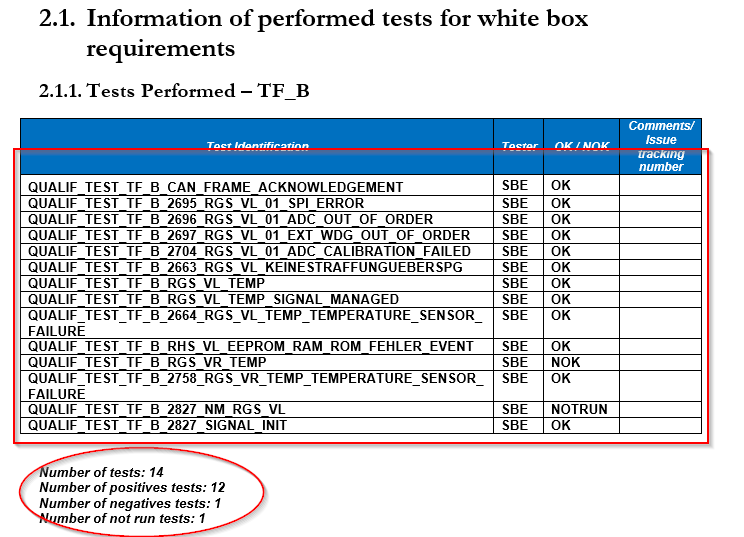 2.1. Information of performed tests for white box
requirements
2.1.1. Tests Performed – TF_B
Test Identification Tester OK / NOK Comments/
Issue
tracking
number
QUALIF_TEST_TF_B_CAN_FRAME_ACKNOWLEDGEMENT SBE OK
QUALIF_TEST_TF_B_2695_RGS_VL_01_SPI_ERROR SBE OK
QUALIF_TEST_TF_B_2696_RGS_VL_01_ADC_OUT_OF_ORDER SBE OK
QUALIF_TEST_TF_B_2697_RGS_VL_01_EXT_WDG_OUT_OF_ORDER SBE OK
QUALIF_TEST_TF_B_2704_RGS_VL_01_ADC_CALIBRATION_FAILED SBE OK
QUALIF_TEST_TF_B_2663_RGS_VL_KEINESTRAFFUNGUEBERSPG SBE OK
QUALIF_TEST_TF_B_RGS_VL_TEMP SBE OK
QUALIF_TEST_TF_B_RGS_VL_TEMP_SIGNAL_MANAGED SBE OK
QUALIF_TEST_TF_B_2664_RGS_VL_TEMP_TEMPERATURE_SENSOR_ SBE OK
FAILURE
QUALIF_TEST_TF_B_RHS_VL_EEPROM_RAM_ROM_FEHLER_EVENT SBE OK
QUALIF_TEST_TF_B_RGS_VR_TEMP SBE NOK
QUALIF_TEST_TF_B_2758_RGS_VR_TEMP_TEMPERATURE_SENSOR_ SBE OK
FAILURE
QUALIF_TEST_TF_B_2827_NM_RGS_VL SBE NOTRUN
QUALIF_TEST_TF_B_2827_SIGNAL_INIT SBE OK
Number of tests: 14
Number of positives tests: 12
Number of negatives tests: 1
Number of not run tests: 1